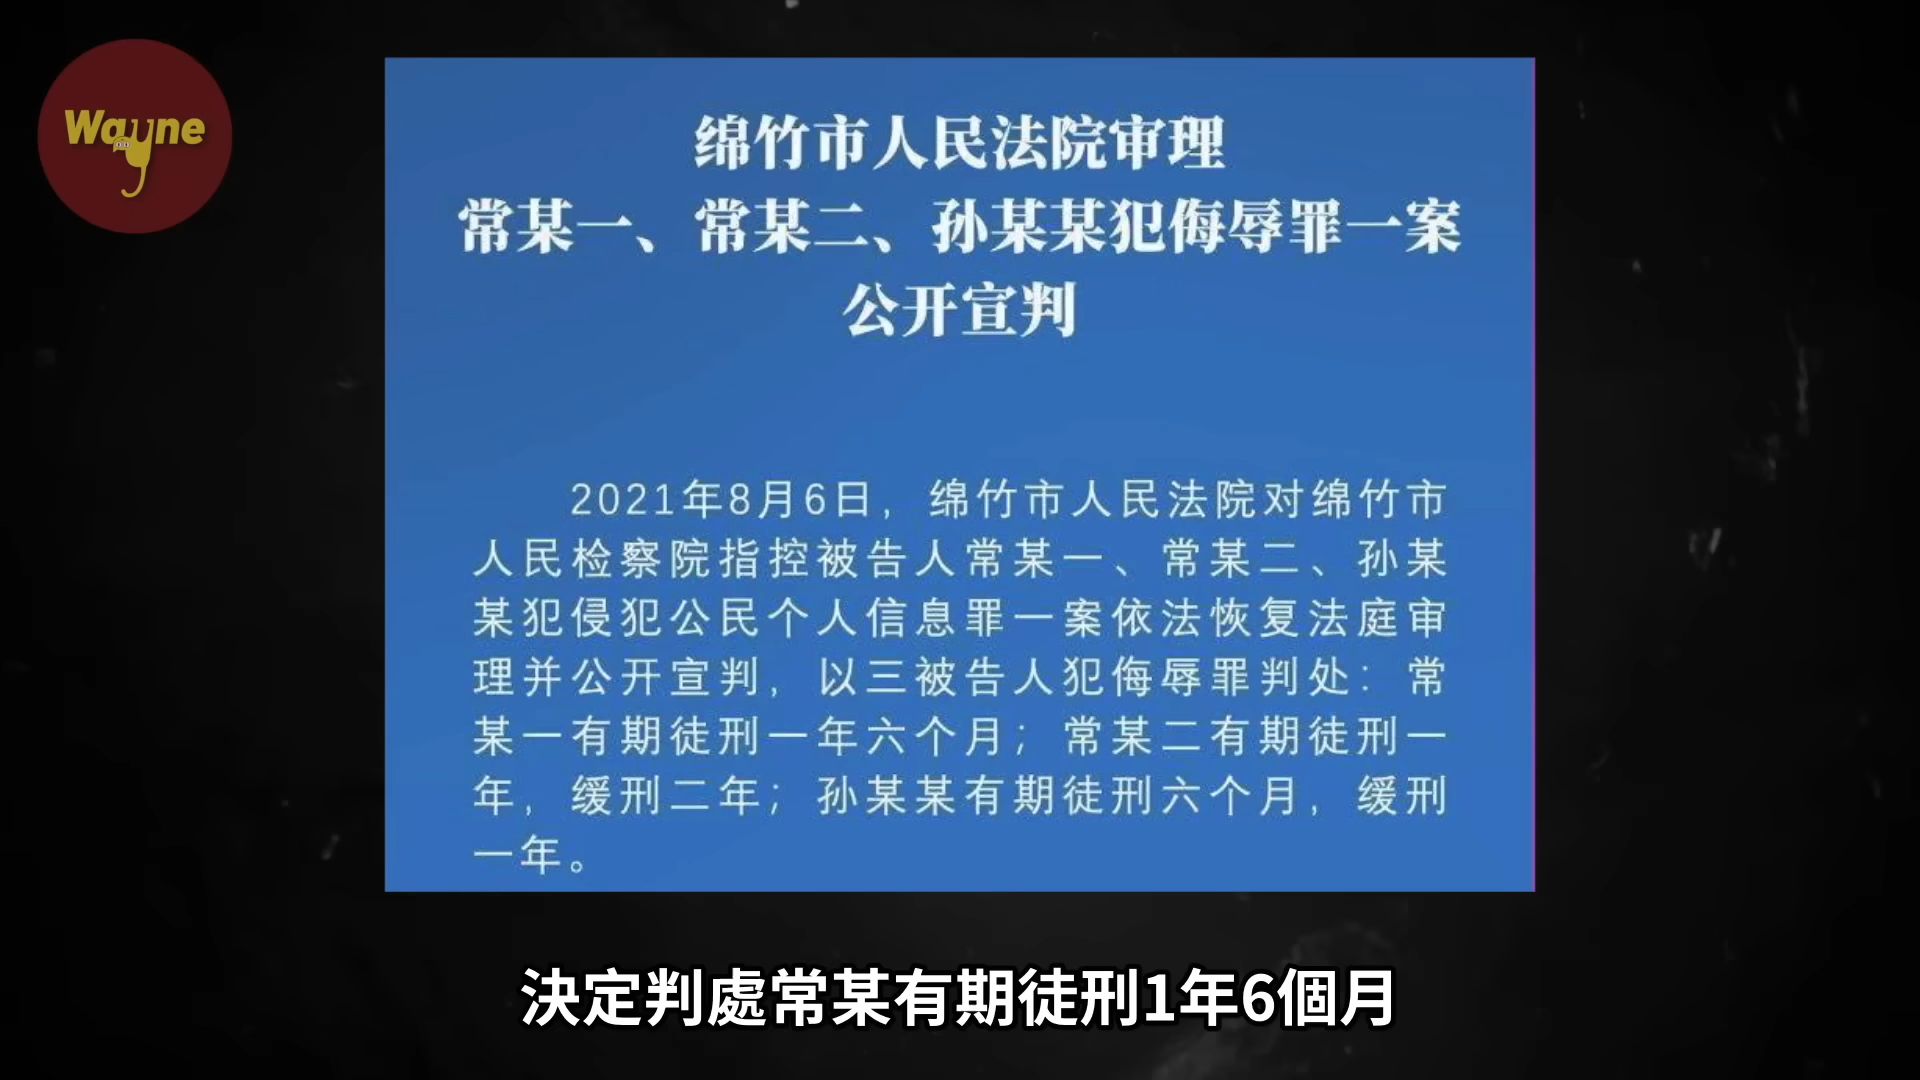 Wayne
绵竹市人民法院审理
常某一、常某二、孙某某犯侮辱罪一案
公开宣判
2021年8月6日，绵竹市人民法院对绵竹市
人民检察院指控被告人常某一、常某二、孙某
某犯侵犯公民个人信息罪一案依法恢复法庭审
理并公开宣判，以三被告人犯侮辱罪判处：常
某一有期徒刑一年六个月；常某二有期徒刑一
年，缓刑二年；孙某某有期徒刑六个月，缓刑
一年。
決定判處常某有期徒刑1年6個月